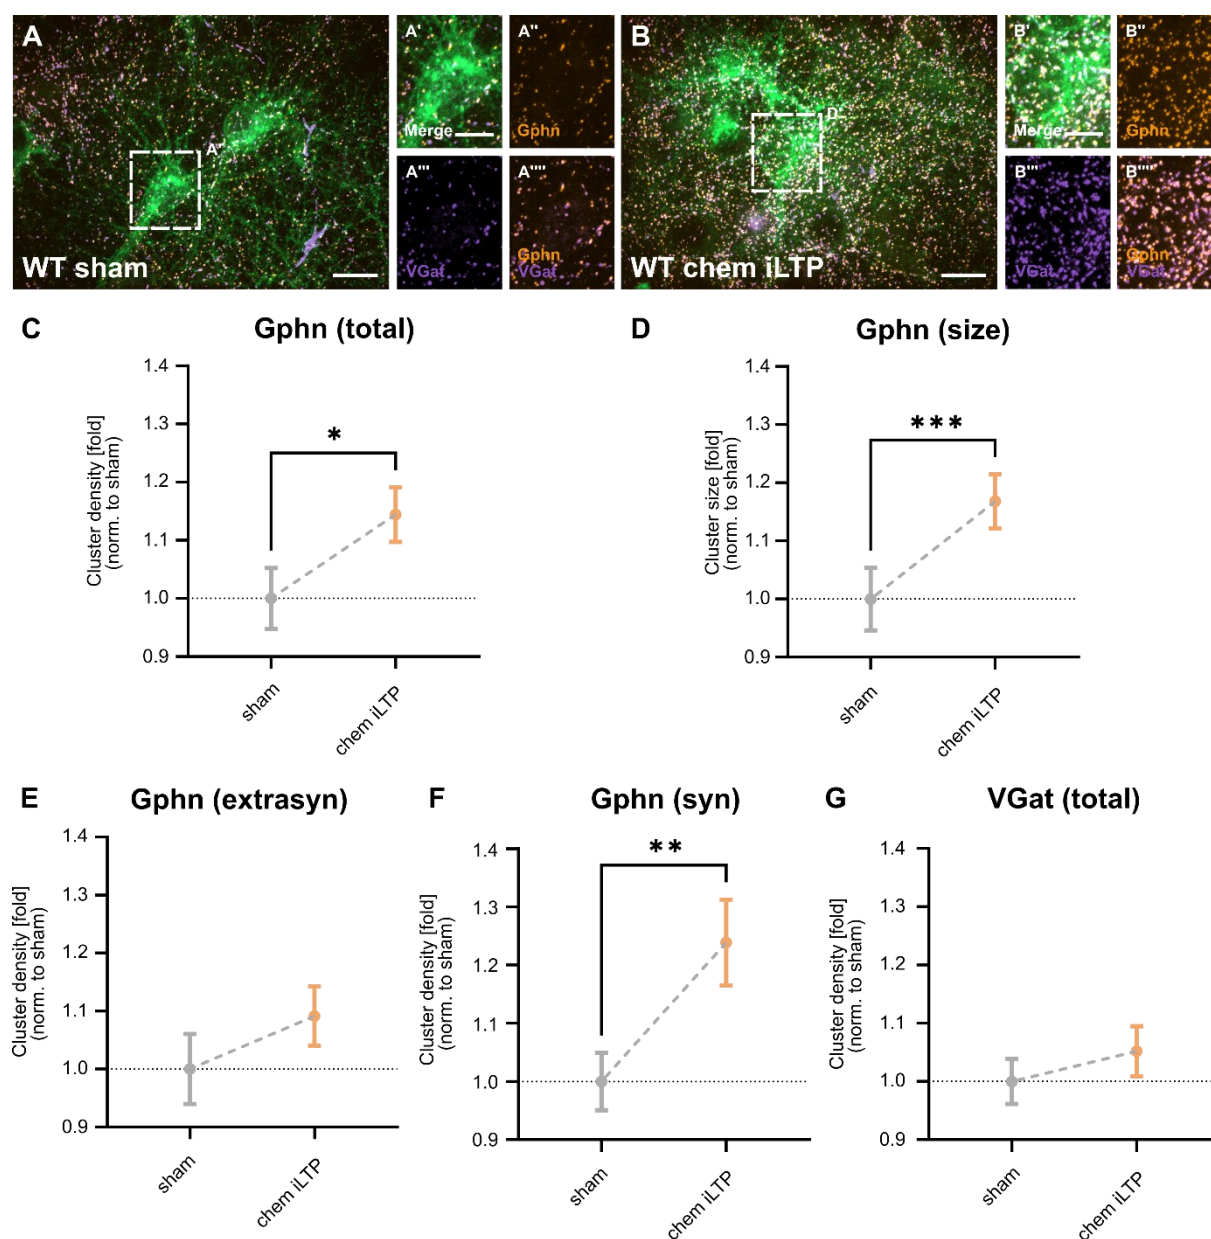 A
A'
WT sham
A'
Merge
A''
Gphn
A'''
VGat
A''''
Gphn
VGat
B
D
WT chem iLTP
B'
Merge
B''
Gphn
B'''
VGat
B''''
Gphn
VGat
C
Gphn (total)
Cluster density [fold]
(norm. to sham)
1.4
1.3
1.2
1.1
1.0
0.9
*
sham
chem iLTP
D
Gphn (size)
Cluster size [fold]
(norm. to sham)
1.4
1.3
1.2
1.1
1.0
0.9
***
sham
chem iLTP
E
Gphn (extrasyn)
Cluster density [fold]
(norm. to sham)
1.4
1.3
1.2
1.1
1.0
0.9
sham
chem iLTP
F
Gphn (syn)
Cluster density [fold]
(norm. to sham)
1.4
1.3
1.2
1.1
1.0
0.9
**
sham
chem iLTP
G
VGat (total)
Cluster density [fold]
(norm. to sham)
1.4
1.3
1.2
1.1
1.0
0.9
sham
chem iLTP